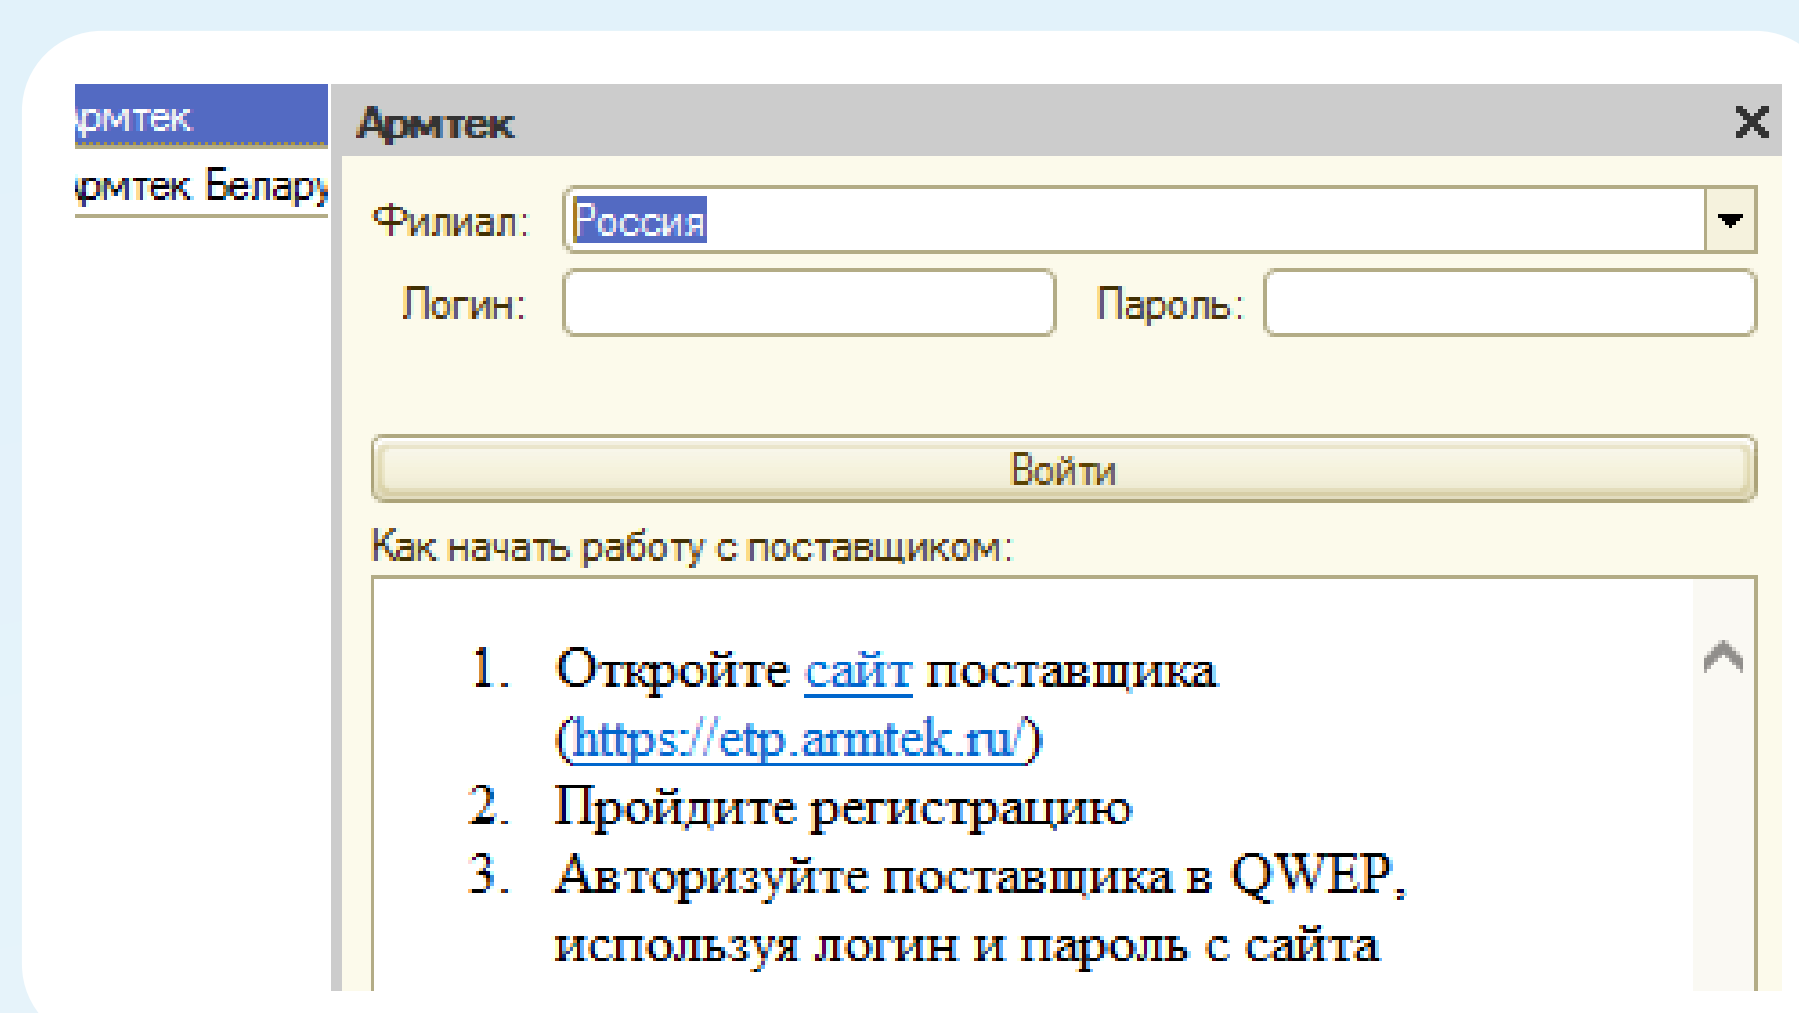 рмтек
рмтек Белару
Армтек
Филиал: Россия
Логин: Пароль:
Войти
Как начать работу с поставщиком:
1. Откройте сайт поставщика
(https://etp.armtek.ru/)
2. Пройдите регистрацию
3. Авторизуйте поставщика в QWEP,
используя логин и пароль с сайта